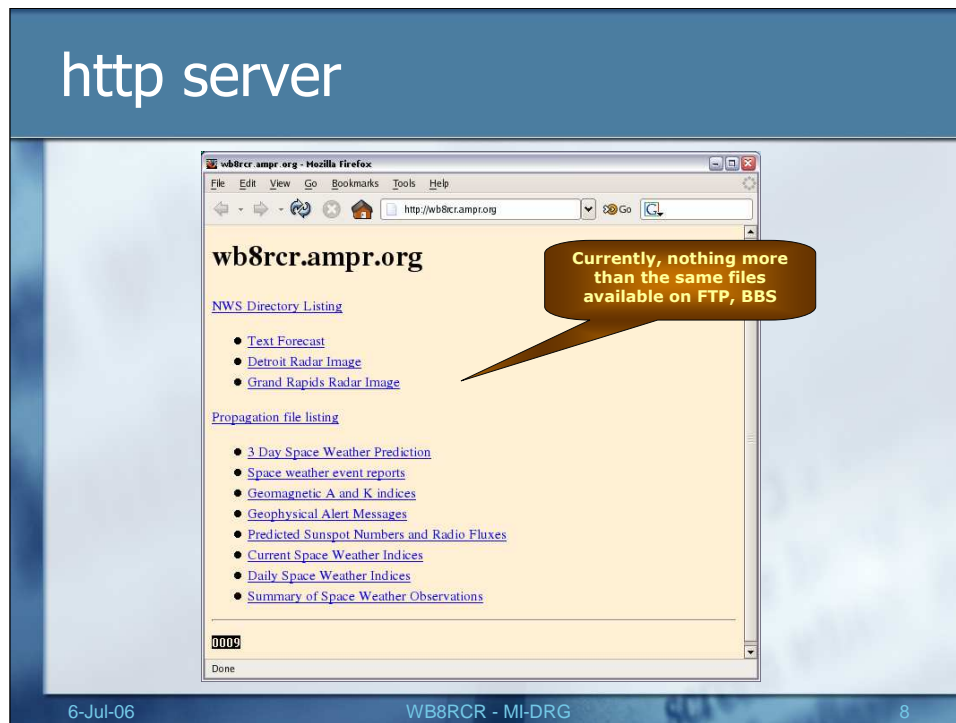 http server
wb8rcr.ampr.org - Mozilla Firefox
File Edit View Go Bookmarks Tools Help
http://wb8rcr.ampr.org Go G
wb8rcr.ampr.org
Currently, nothing more
than the same files
available on FTP, BBS
NWS Directory Listing
Text Forecast
Detroit Radar Image
Grand Rapids Radar Image
Propagation file listing
3 Day Space Weather Prediction
Space weather event reports
Geomagnetic A and K indices
Geophysical Alert Messages
Predicted Sunspot Numbers and Radio Fluxes
Current Space Weather Indices
Daily Space Weather Indices
Summary of Space Weather Observations
0009
Done
6-Jul-06 WB8RCR - MI-DRG 8